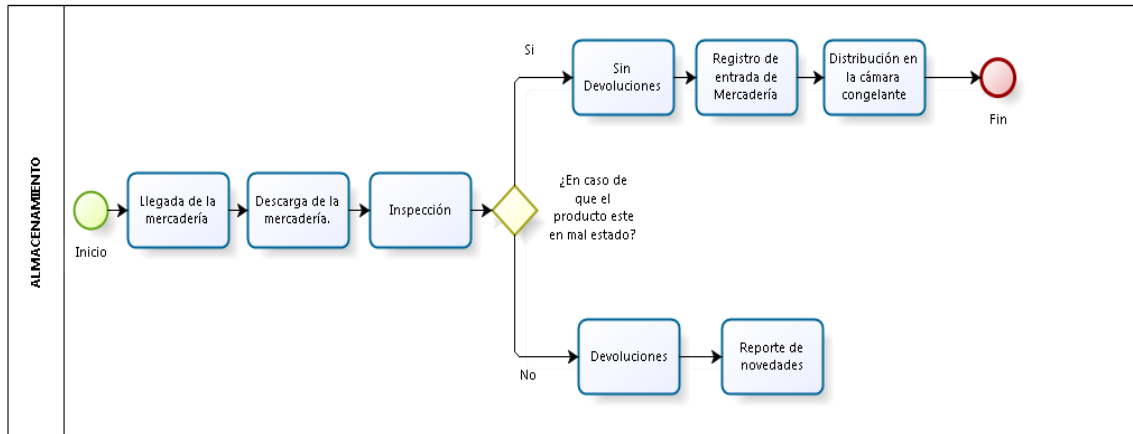 ALMACENAMIENTO
Inicio
Llegada de la
mercadería
Descarga de la
mercadería.
Inspección
¿En caso de
que el
producto este
en mal estado?
Si
Sin
Devoluciones
Registro de
entrada de
Mercadería
Distribución en
la cámara
congelante
Fin
No
Devoluciones
Reporte de
novedades